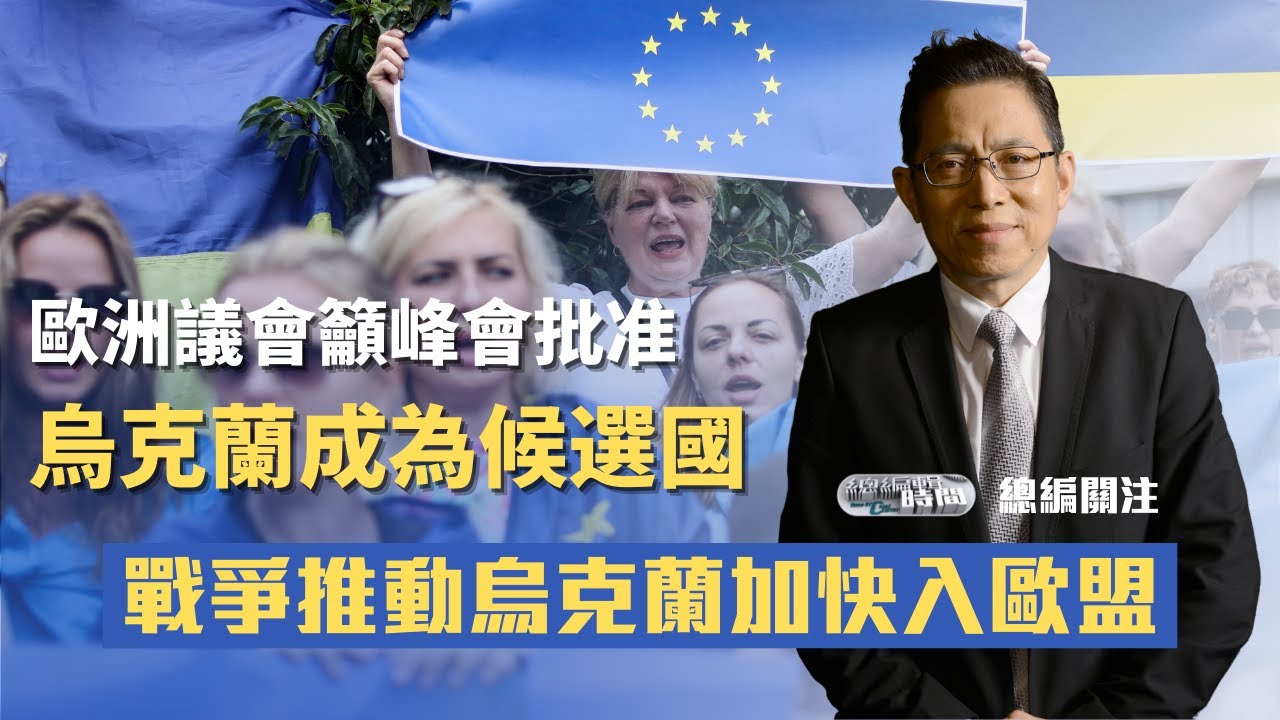 歐洲議會籲峰會批准
烏克蘭成為候選國
總編輯時間
總編關注
戰爭推動烏克蘭加快入歐盟